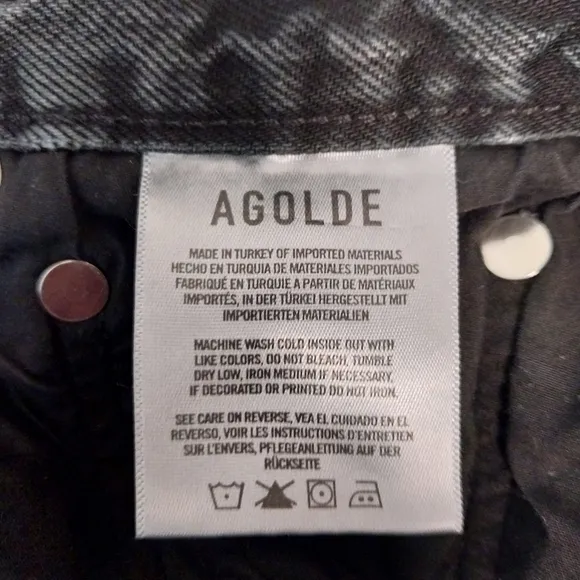 AGOLDE
MADE IN TURKEY OF IMPORTED MATERIALS
HECHO EN TURQUIA DE MATERIALES IMPORTADOS
FABRIQUÉ EN TURQUIE A PARTIR DE MATÉRIAUX
IMPORTÉS, IN DER TÜRKEI HERGESTELLT MIT
IMPORTIERTEN MATERIALIEN
MACHINE WASH COLD INSIDE OUT WITH
LIKE COLORS, DO NOT BLEACH, TUMBLE
DRY LOW, IRON MEDIUM IF NECESSARY,
IF DECORATED OR PRINTED DO NOT IRON.
SEE CARE ON REVERSE, VEA EL CUIDADO EN EL
REVERSO, VOIR LES INSTRUCTIONS D'ENTRETIEN
SUR L'ENVERS, PFLEGEANLEITUNG AUF DER
RÜCKSEITE